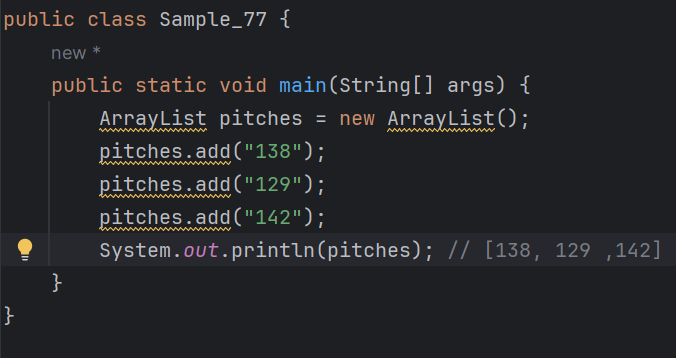 public class Sample_77 {
new *
public static void main(String[] args) {
ArrayList pitches = new ArrayList();
pitches.add("138");
pitches.add("129");
pitches.add("142");
System.out.println(pitches); // [138, 129 ,142]
}
}